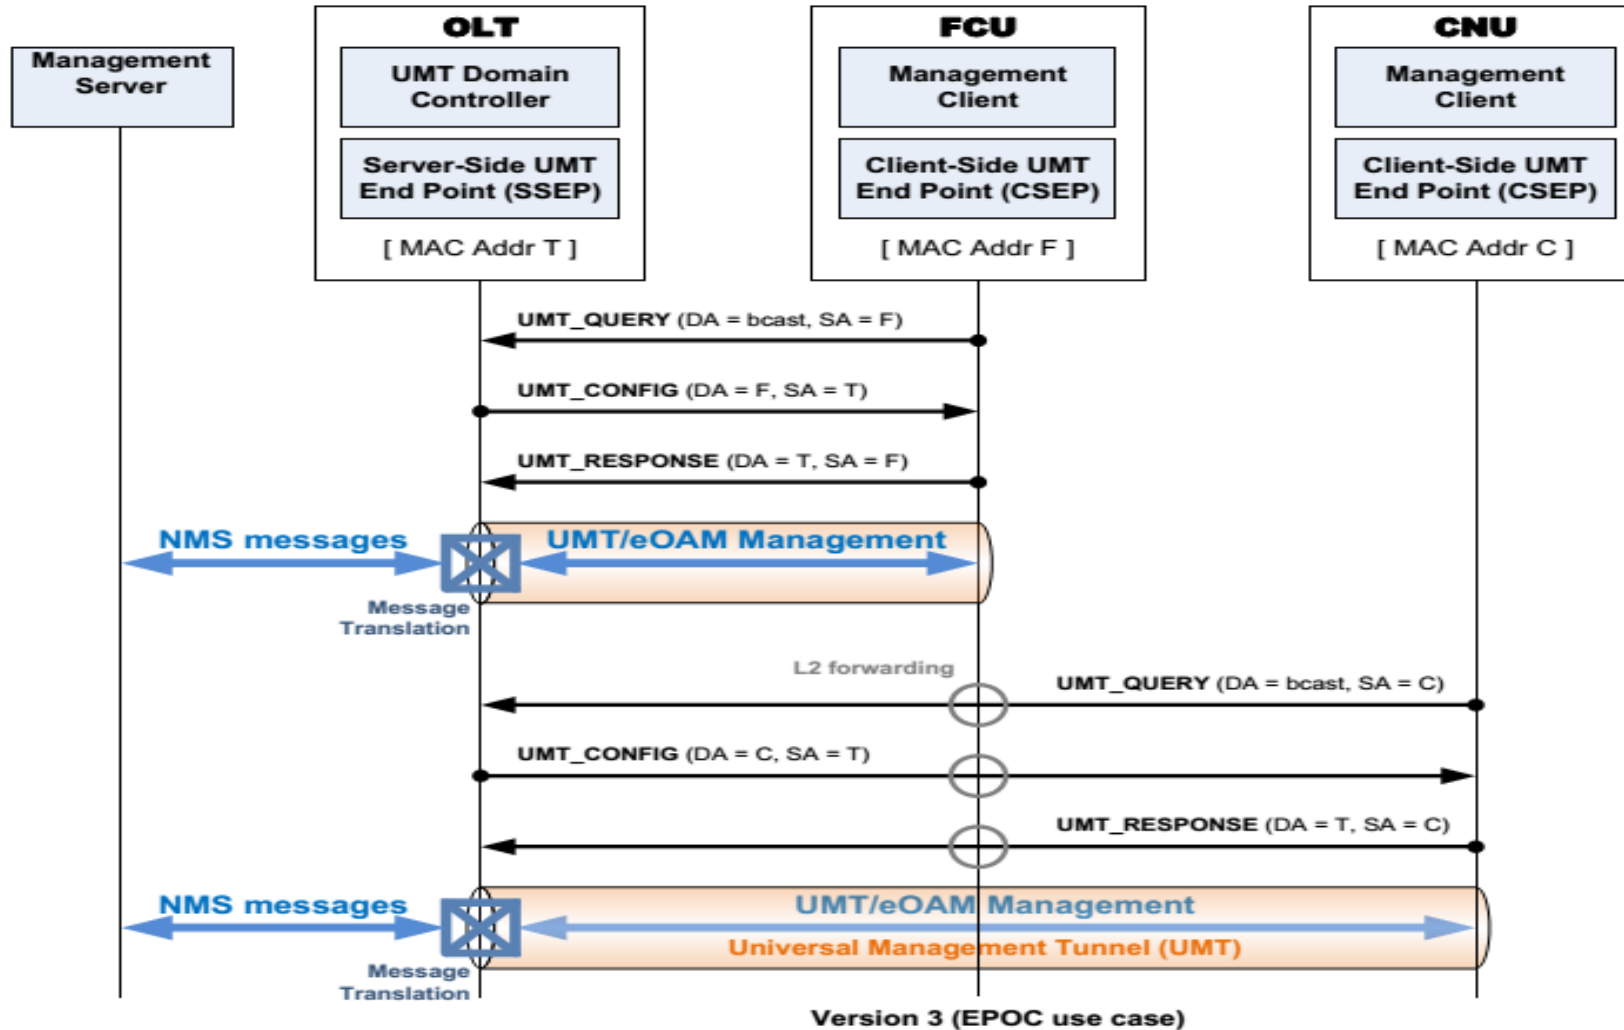 OLT
FCU
CNU
Management
Server
UMT Domain
Controller
Management
Client
Management
Client
Server-Side UMT
End Point (SSEP)
Client-Side UMT
End Point (CSEP)
Client-Side UMT
End Point (CSEP)
[ MAC Addr T ]
[ MAC Addr F ]
[ MAC Addr C ]
UMT_QUERY (DA = bcast, SA = F)
UMT_CONFIG (DA = F, SA = T)
UMT_RESPONSE (DA = T, SA = F)
NMS messages
UMT/eOAM Management
Message
Translation
L2 forwarding
UMT_QUERY (DA = bcast, SA = C)
UMT_CONFIG (DA = C, SA = T)
UMT_RESPONSE (DA = T, SA = C)
NMS messages
UMT/eOAM Management
Universal Management Tunnel (UMT)
Message
Translation
Version 3 (EPOC use case)